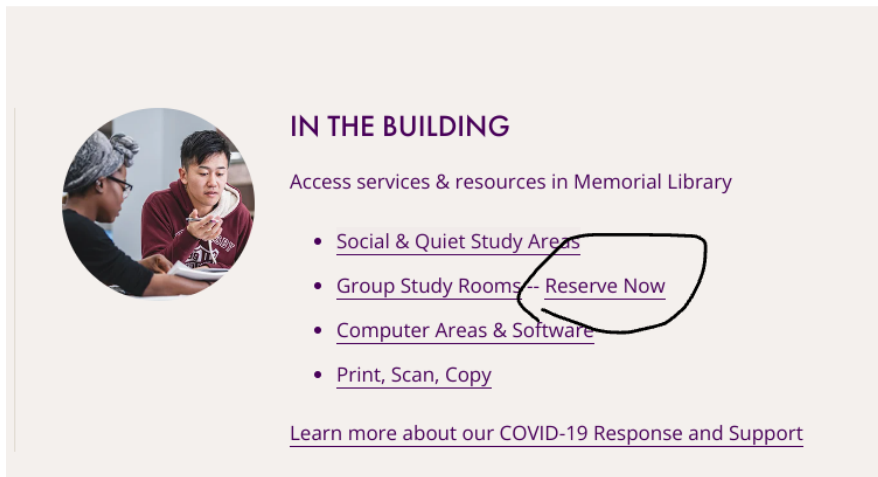 IN THE BUILDING
Access services & resources in Memorial Library
• Social & Quiet Study Areas
• Group Study Rooms -- Reserve Now
• Computer Areas & Software
• Print, Scan, Copy
Learn more about our COVID-19 Response and Support